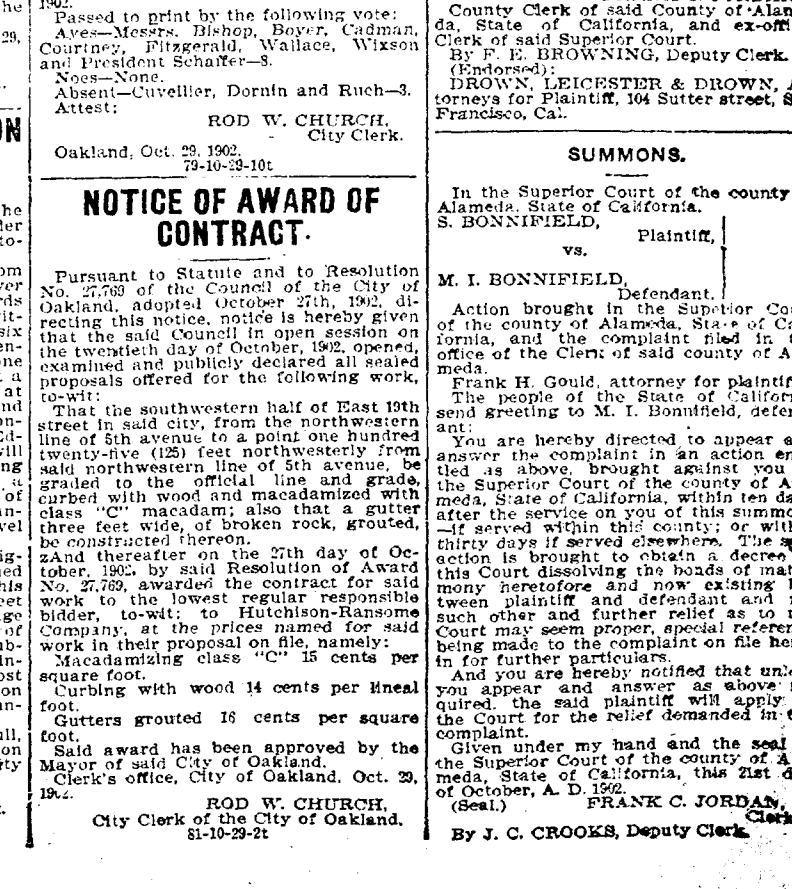 1902.
Passed to print by the following vote:
Ayes—Messrs. Bishop, Boyer, Cadman,
Courtney, Fitzgerald, Wallace, Wixson
and President Schaffer—8.
Noes—None.
Absent—Cuvellier, Dornin and Ruch—3.
Attest:
ROD W. CHURCH,
City Clerk.
Oakland, Oct. 29, 1902.
79-10-29-10t
NOTICE OF AWARD OF
CONTRACT.
Pursuant to Statute and to Resolution
No. 27,769 of the Council of the City of
Oakland, adopted October 27th, 1902, di-
recting this notice, notice is hereby given
that the said Council in open session on
the twentieth day of October, 1902, opened,
examined and publicly declared all sealed
proposals offered for the following work,
to-wit:
That the southwestern half of East 19th
street in said city, from the northwestern
line of 5th avenue to a point one hundred
twenty-five (125) feet northwesterly from
said northwestern line of 5th avenue, be
graded to the official line and grade,
curbed with wood and macadamized with
class "C" macadam; also that a gutter
three feet wide, of broken rock, grouted,
be constructed thereon.
zAnd thereafter on the 27th day of Oc-
tober, 1902, by said Resolution of Award
No. 27,769, awarded the contract for said
work to the lowest regular responsible
bidder, to-wit: to Hutchison-Ransome
Company, at the prices named for said
work in their proposal on file, namely:
Macadamizing class "C" 15 cents per
square foot.
Curbing with wood 14 cents per lineal
foot.
Gutters grouted 16 cents per square
foot.
Said award has been approved by the
Mayor of said City of Oakland.
Clerk's office, City of Oakland, Oct. 29,
1902.
ROD W. CHURCH,
City Clerk of the City of Oakland.
81-10-29-2t
County Clerk of said County of Alam
da, State of California, and ex-offi
Clerk of said Superior Court.
By F. E. BROWNING, Deputy Clerk.
(Endorsed):
DROWN, LEICESTER & DROWN, A
torneys for Plaintiff, 104 Sutter street, S
Francisco, Cal.
SUMMONS.
In the Superior Court of the county
Alameda, State of California.
S. BONNIFIELD,
Plaintiff,
vs.
M. I. BONNIFIELD,
Defendant.
Action brought in the Superior Co
of the county of Alameda, State of Ca
fornia, and the complaint filed in t
office of the Clerk of said county of A
meda.
Frank H. Gould, attorney for plaintiff
The people of the State of Californ
send greeting to M. I. Bonnifield, defen
ant:
You are hereby directed to appear a
answer the complaint in an action en
tled as above, brought against you
the Superior Court of the county of A
meda, State of California, within ten da
after the service on you of this summo
—if served within this county; or with
thirty days if served elsewhere. The s
action is brought to obtain a decree
this Court dissolving the bonds of mat
mony heretofore and now existing b
tween plaintiff and defendant and f
such other and further relief as to t
Court may seem proper, special referen
being made to the complaint on file he
in for further particulars.
And you are hereby notified that unle
you appear and answer as above r
quired, the said plaintiff will apply
the Court for the relief demanded in t
complaint.
Given under my hand and the seal
the Superior Court of the county of A
meda, State of California, this 21st d
of October, A. D. 1902.
(Seal.) FRANK C. JORDAN,
Clerk
By J. C. CROOKS, Deputy Clerk.